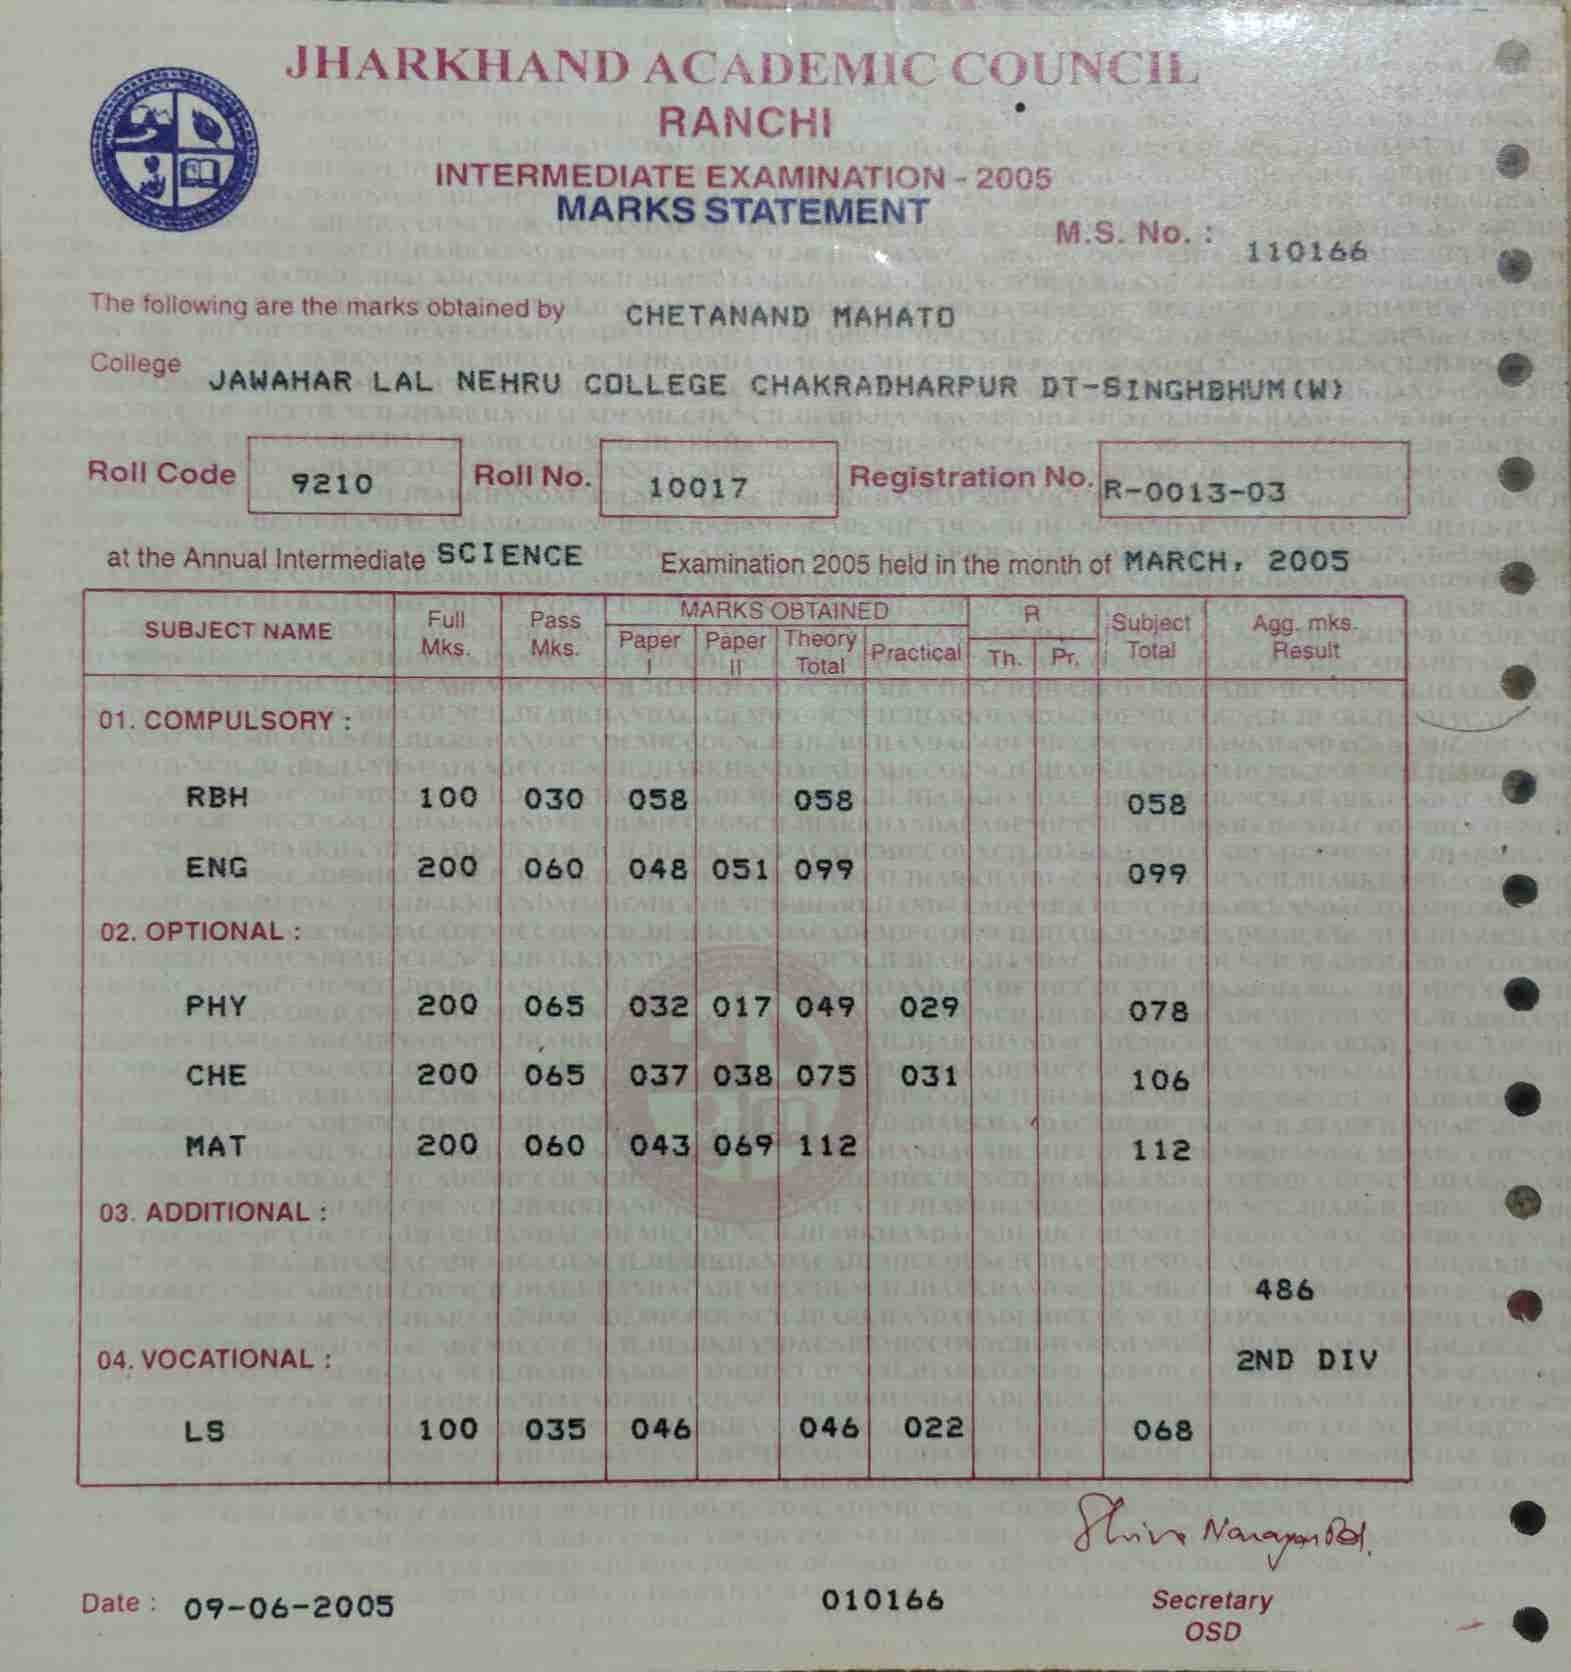 JHARKHAND ACADEMIC COUNCIL
RANCHI
INTERMEDIATE EXAMINATION - 2005
MARKS STATEMENT
M.S. No. : 110166
The following are the marks obtained by CHETANAND MAHATO
College JAWAHAR LAL NEHRU COLLEGE CHAKRADHARPUR DT-SINGHBHUM(W)
Roll Code 9210 Roll No. 10017 Registration No. R-0013-03
at the Annual Intermediate SCIENCE Examination 2005 held in the month of MARCH, 2005
SUBJECT NAME Full Mks. Pass Mks. MARKS OBTAINED Paper I Paper II Theory Total Practical R Th. Pr. Subject Total Agg. mks. Result
01. COMPULSORY :
RBH 100 030 058 058 058
ENG 200 060 048 051 099 099
02. OPTIONAL :
PHY 200 065 032 017 049 029 078
CHE 200 065 037 038 075 031 106
MAT 200 060 043 069 112 112
03. ADDITIONAL :
486
04. VOCATIONAL : 2ND DIV
LS 100 035 046 046 022 068
Shiva Narayan
Date : 09-06-2005 010166 Secretary
OSD